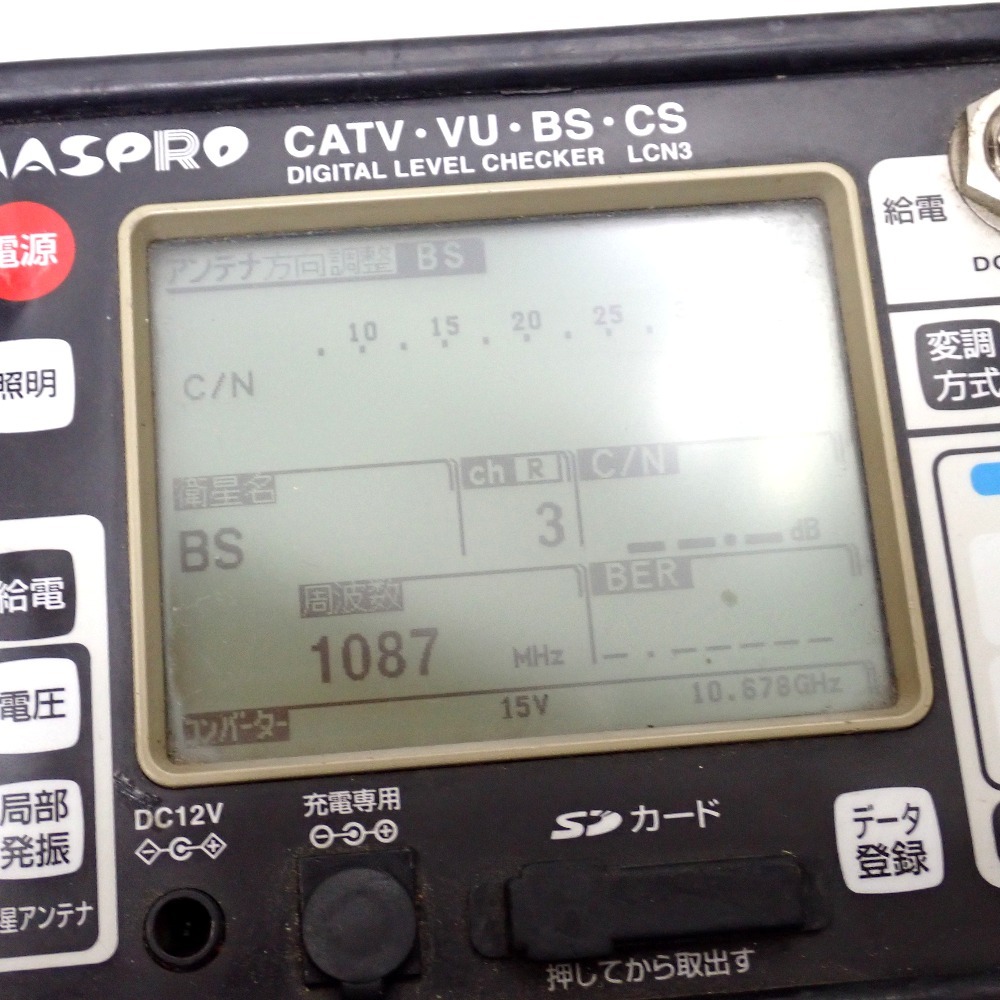 MASPRO CATV・VU・BS・CS
DIGITAL LEVEL CHECKER LCN3
電源
照明
給電
電圧
局部
発振
星アンテナ
アンテナ方向調整 BS
10 15 20 25
C/N
衛星名 ch R C/N
BS 3 --.-dB
周波数 BER
1087 MHz
コンバーター 15V 10.678GHz
給電
DC
変調
方式
DC12V
充電専用
SD カード
データ
登録
押してから取出す